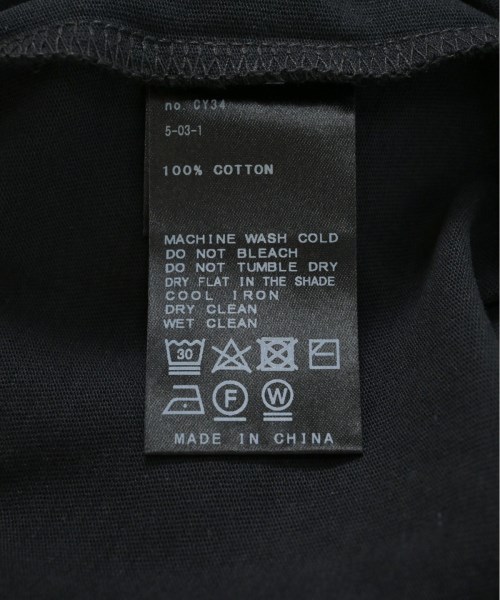 no. CY34
5-03-1
100% COTTON
MACHINE WASH COLD
DO NOT BLEACH
DO NOT TUMBLE DRY
DRY FLAT IN THE SHADE
COOL IRON
DRY CLEAN
WET CLEAN
30
F W
MADE IN CHINA